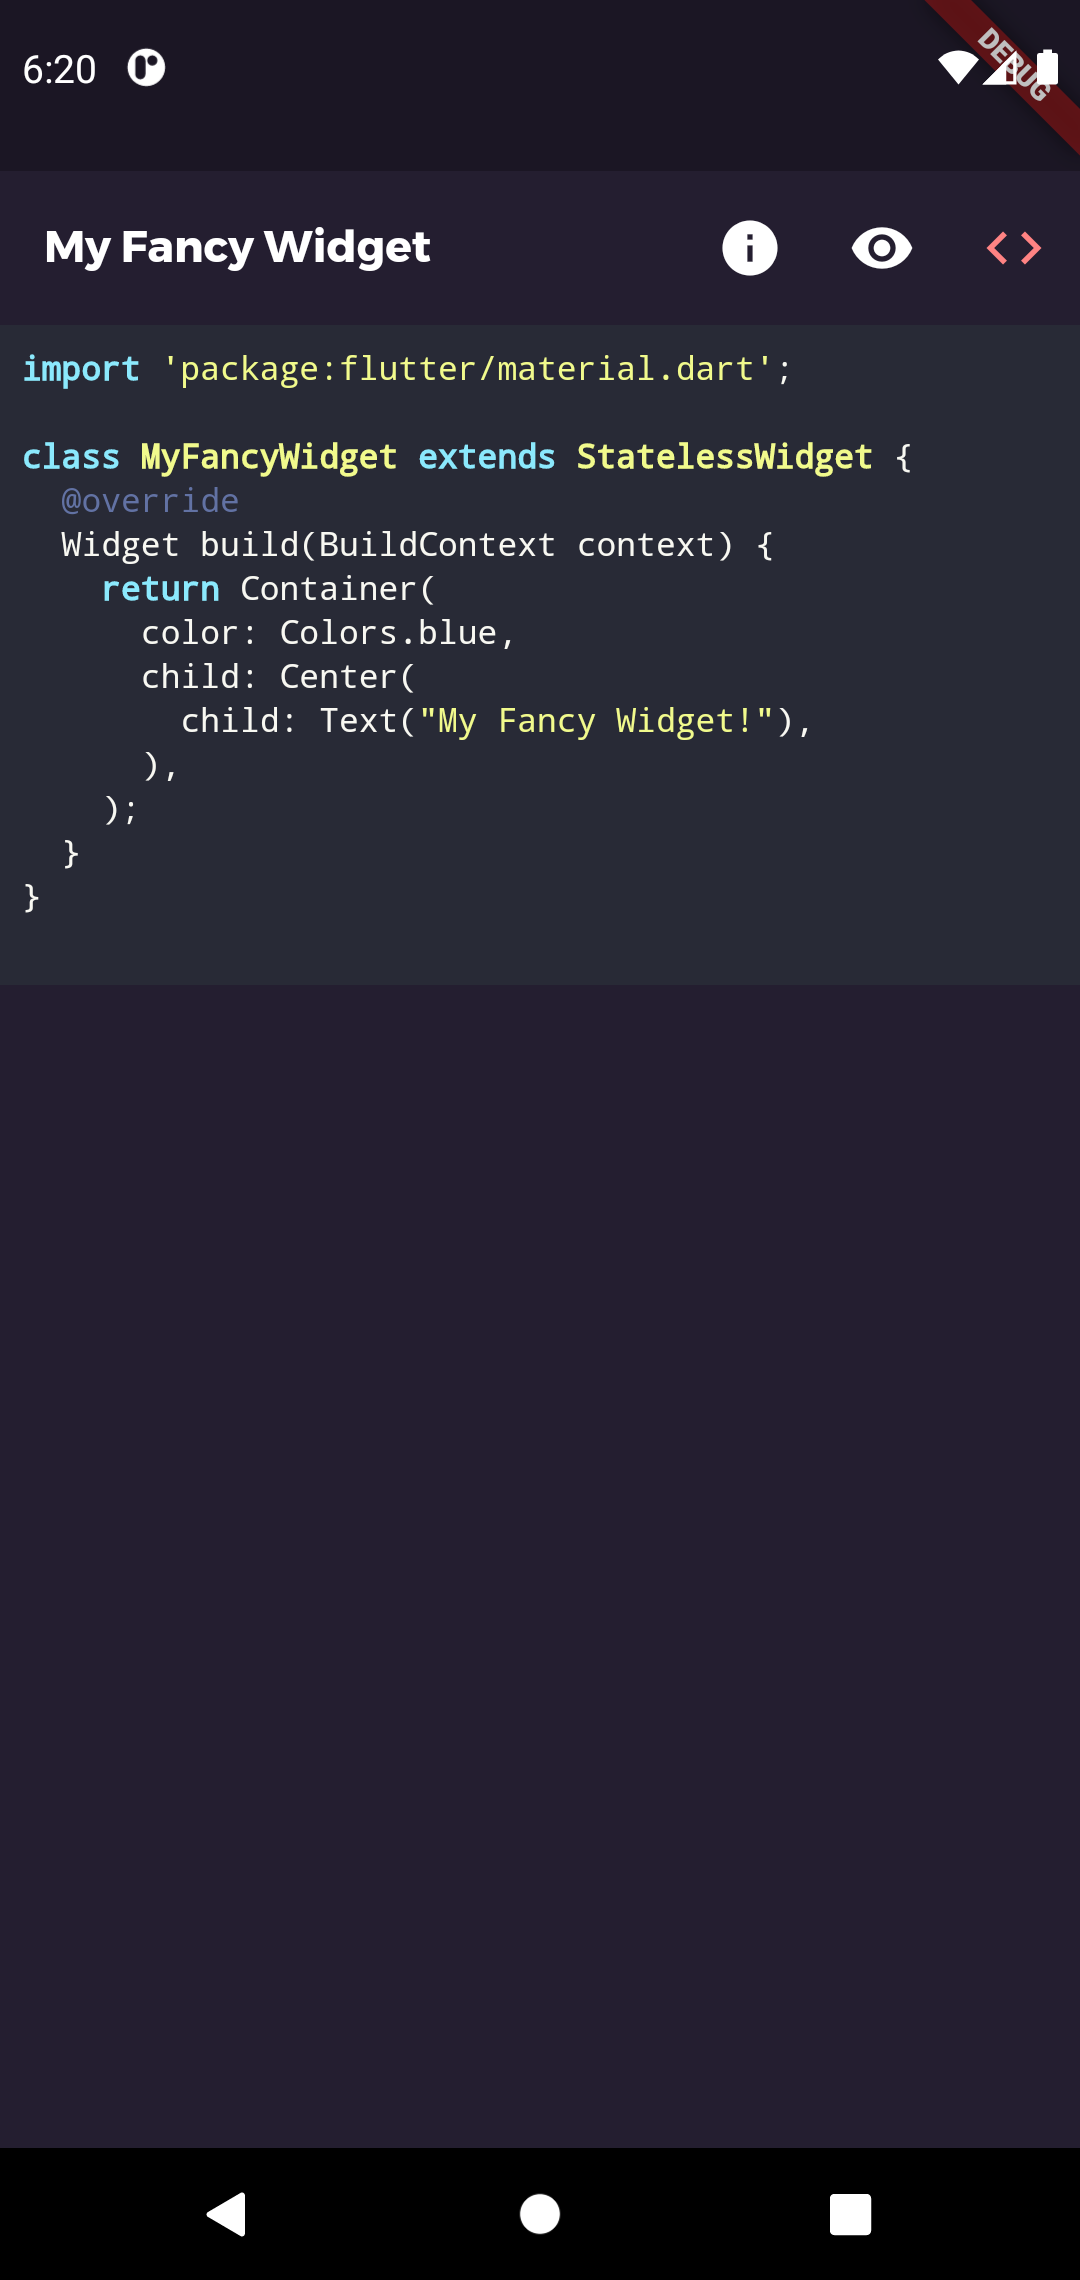 6:20
DEBUG
My Fancy Widget
import 'package:flutter/material.dart';
class MyFancyWidget extends StatelessWidget {
  @override
  Widget build(BuildContext context) {
    return Container(
      color: Colors.blue,
      child: Center(
        child: Text("My Fancy Widget!"),
      ),
    );
  }
}